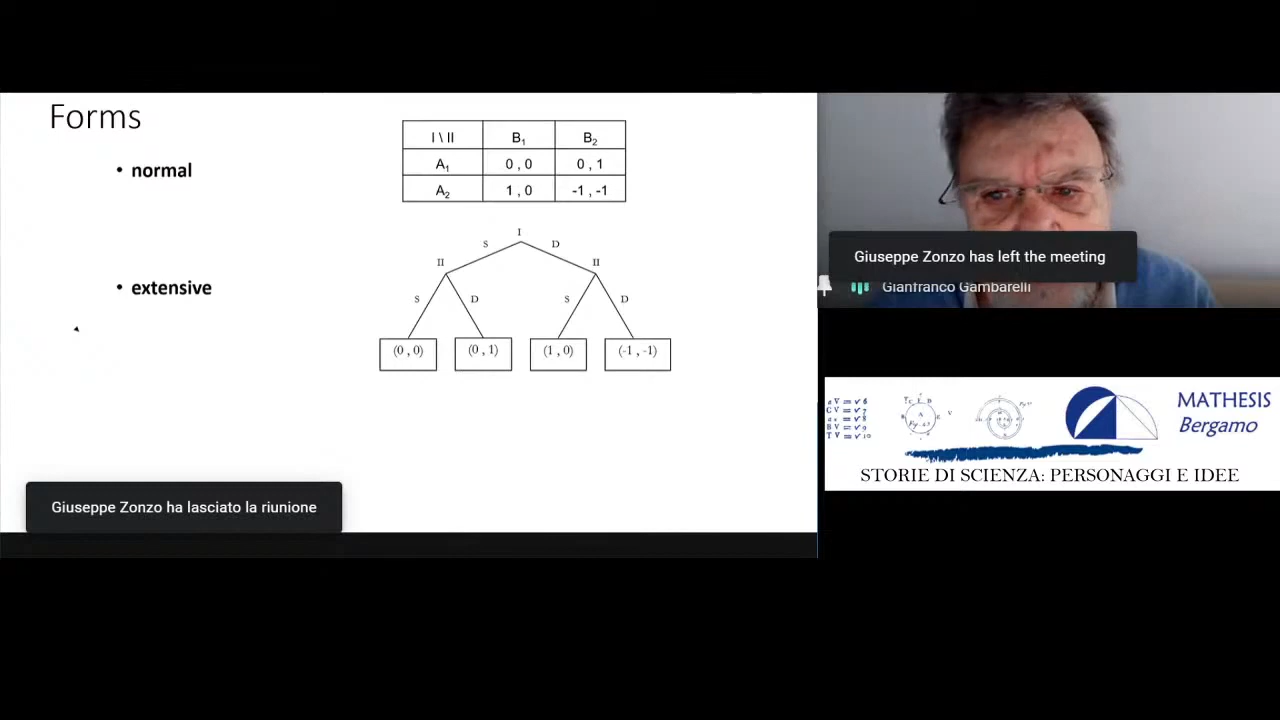 Forms
• normal
I \ II B₁ B₂
A₁ 0 , 0 0 , 1
A₂ 1 , 0 -1 , -1
• extensive
I
S D
II II
S D S D
(0 , 0) (0 , 1) (1 , 0) (-1 , -1)
Giuseppe Zonzo ha lasciato la riunione
Giuseppe Zonzo has left the meeting
Gianfranco Gambarelli
MATHESIS
Bergamo
STORIE DI SCIENZA: PERSONAGGI E IDEE